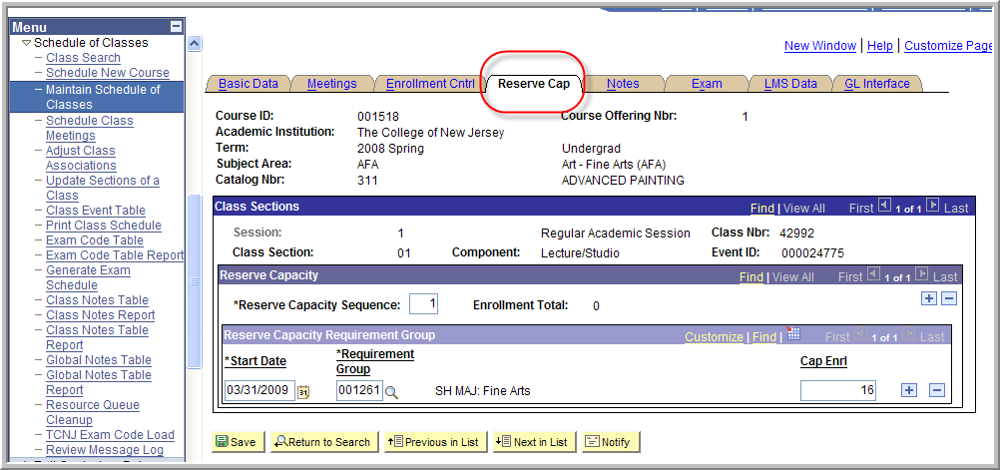 Menu
Schedule of Classes
Class Search
Schedule New Course
Maintain Schedule of
Classes
Schedule Class
Meetings
Adjust Class
Associations
Update Sections of a
Class
Class Event Table
Print Class Schedule
Exam Code Table
Exam Code Table Report
Generate Exam
Schedule
Class Notes Table
Class Notes Report
Class Notes Table
Report
Global Notes Table
Global Notes Table
Report
Resource Queue
Cleanup
TCNJ Exam Code Load
Review Message Log
New Window | Help | Customize Page
Basic Data Meetings Enrollment Cntrl Reserve Cap Notes Exam LMS Data GL Interface
Course ID: 001518 Course Offering Nbr: 1
Academic Institution: The College of New Jersey
Term: 2008 Spring Undergrad
Subject Area: AFA Art - Fine Arts (AFA)
Catalog Nbr: 311 ADVANCED PAINTING
Class Sections Find | View All First 1 of 1 Last
Session: 1 Regular Academic Session Class Nbr: 42992
Class Section: 01 Component: Lecture/Studio Event ID: 000024775
Reserve Capacity Find | View All First 1 of 1 Last
*Reserve Capacity Sequence: 1 Enrollment Total: 0
Reserve Capacity Requirement Group Customize | Find | First 1 of 1 Last
*Start Date *Requirement
Group Cap Enrl
03/31/2009 31 001261 SH MAJ: Fine Arts 16
Save Return to Search Previous in List Next in List Notify